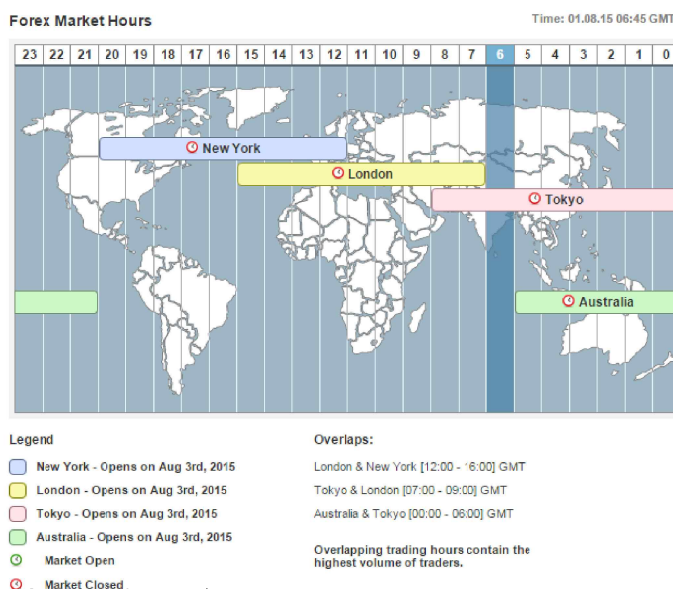 Forex Market Hours
Time: 01.08.15 06:45 GMT
23 22 21 20 19 18 17 16 15 14 13 12 11 10 9 8 7 6 5 4 3 2 1 0
New York
London
Tokyo
Australia
Legend
New York - Opens on Aug 3rd, 2015
London - Opens on Aug 3rd, 2015
Tokyo - Opens on Aug 3rd, 2015
Australia - Opens on Aug 3rd, 2015
Market Open
Market Closed
Overlaps:
London & New York [12:00 - 16:00] GMT
Tokyo & London [07:00 - 09:00] GMT
Australia & Tokyo [00:00 - 06:00] GMT
Overlapping trading hours contain the
highest volume of traders.